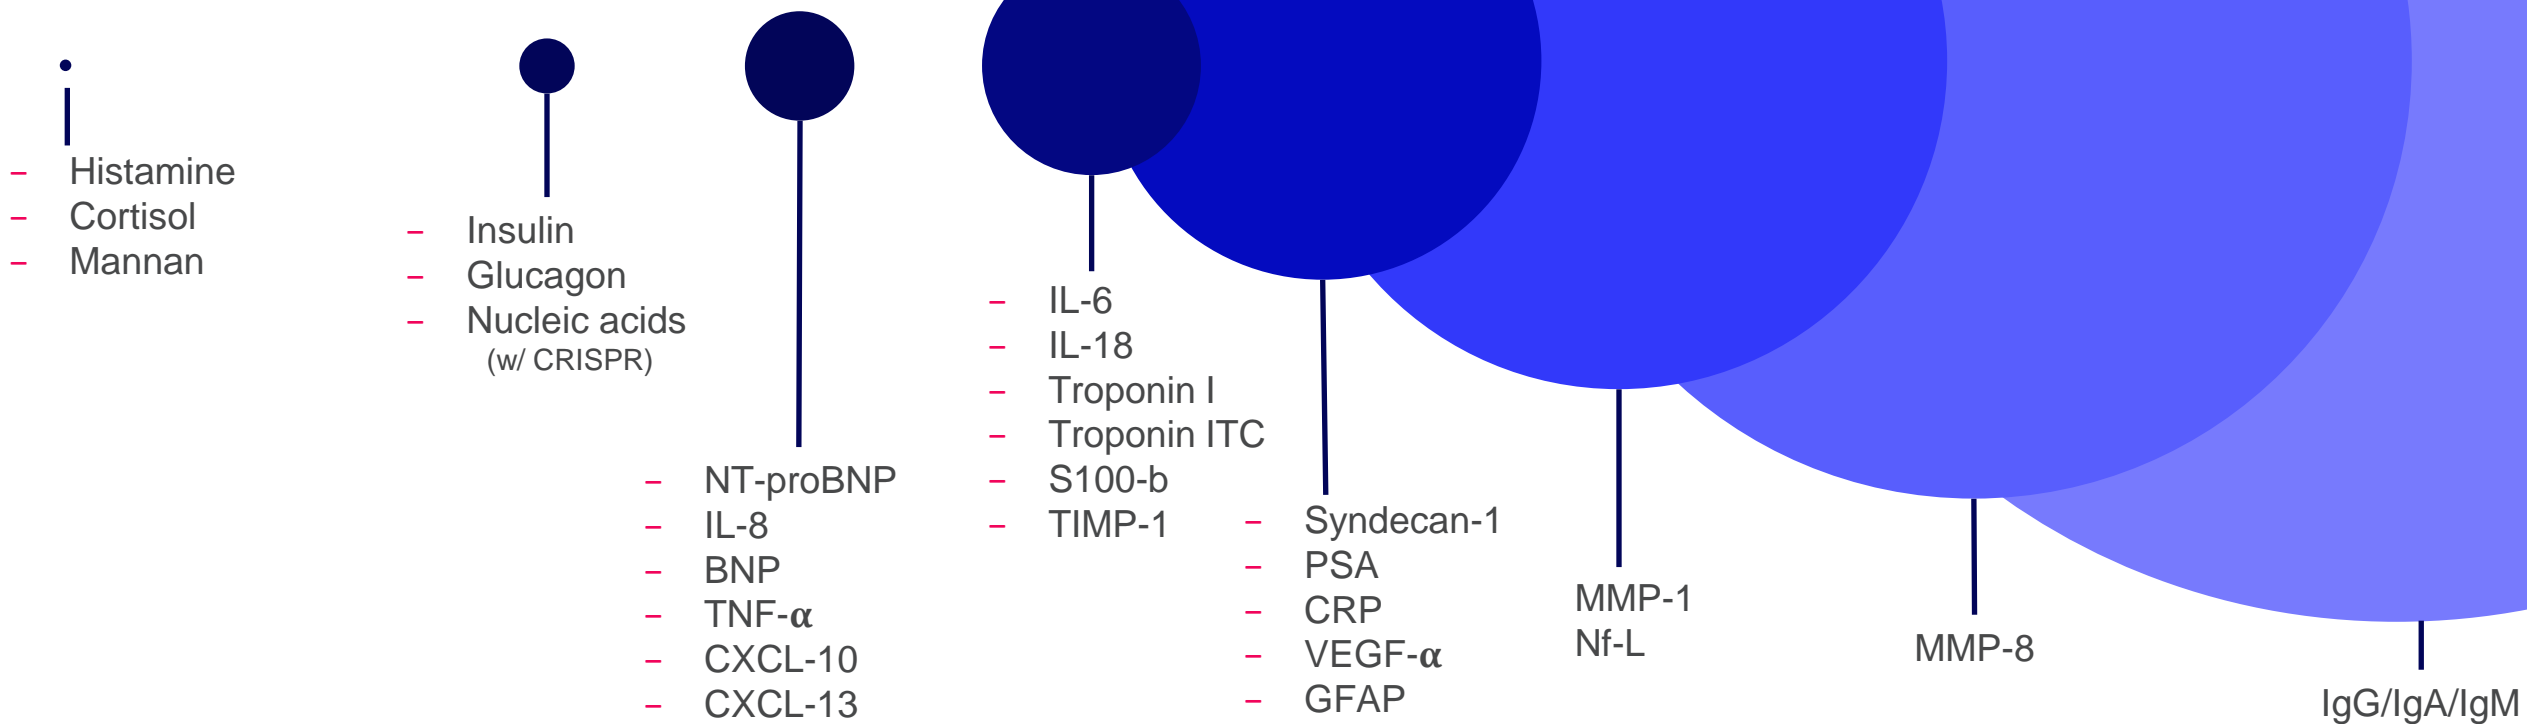 – Histamine
– Cortisol
– Mannan
– Insulin
– Glucagon
– Nucleic acids
(w/ CRISPR)
– NT-proBNP
– IL-8
– BNP
– TNF-α
– CXCL-10
– CXCL-13
– IL-6
– IL-18
– Troponin I
– Troponin ITC
– S100-b
– TIMP-1
– Syndecan-1
– PSA
– CRP
– VEGF-α
– GFAP
MMP-1
Nf-L
MMP-8
IgG/IgA/IgM